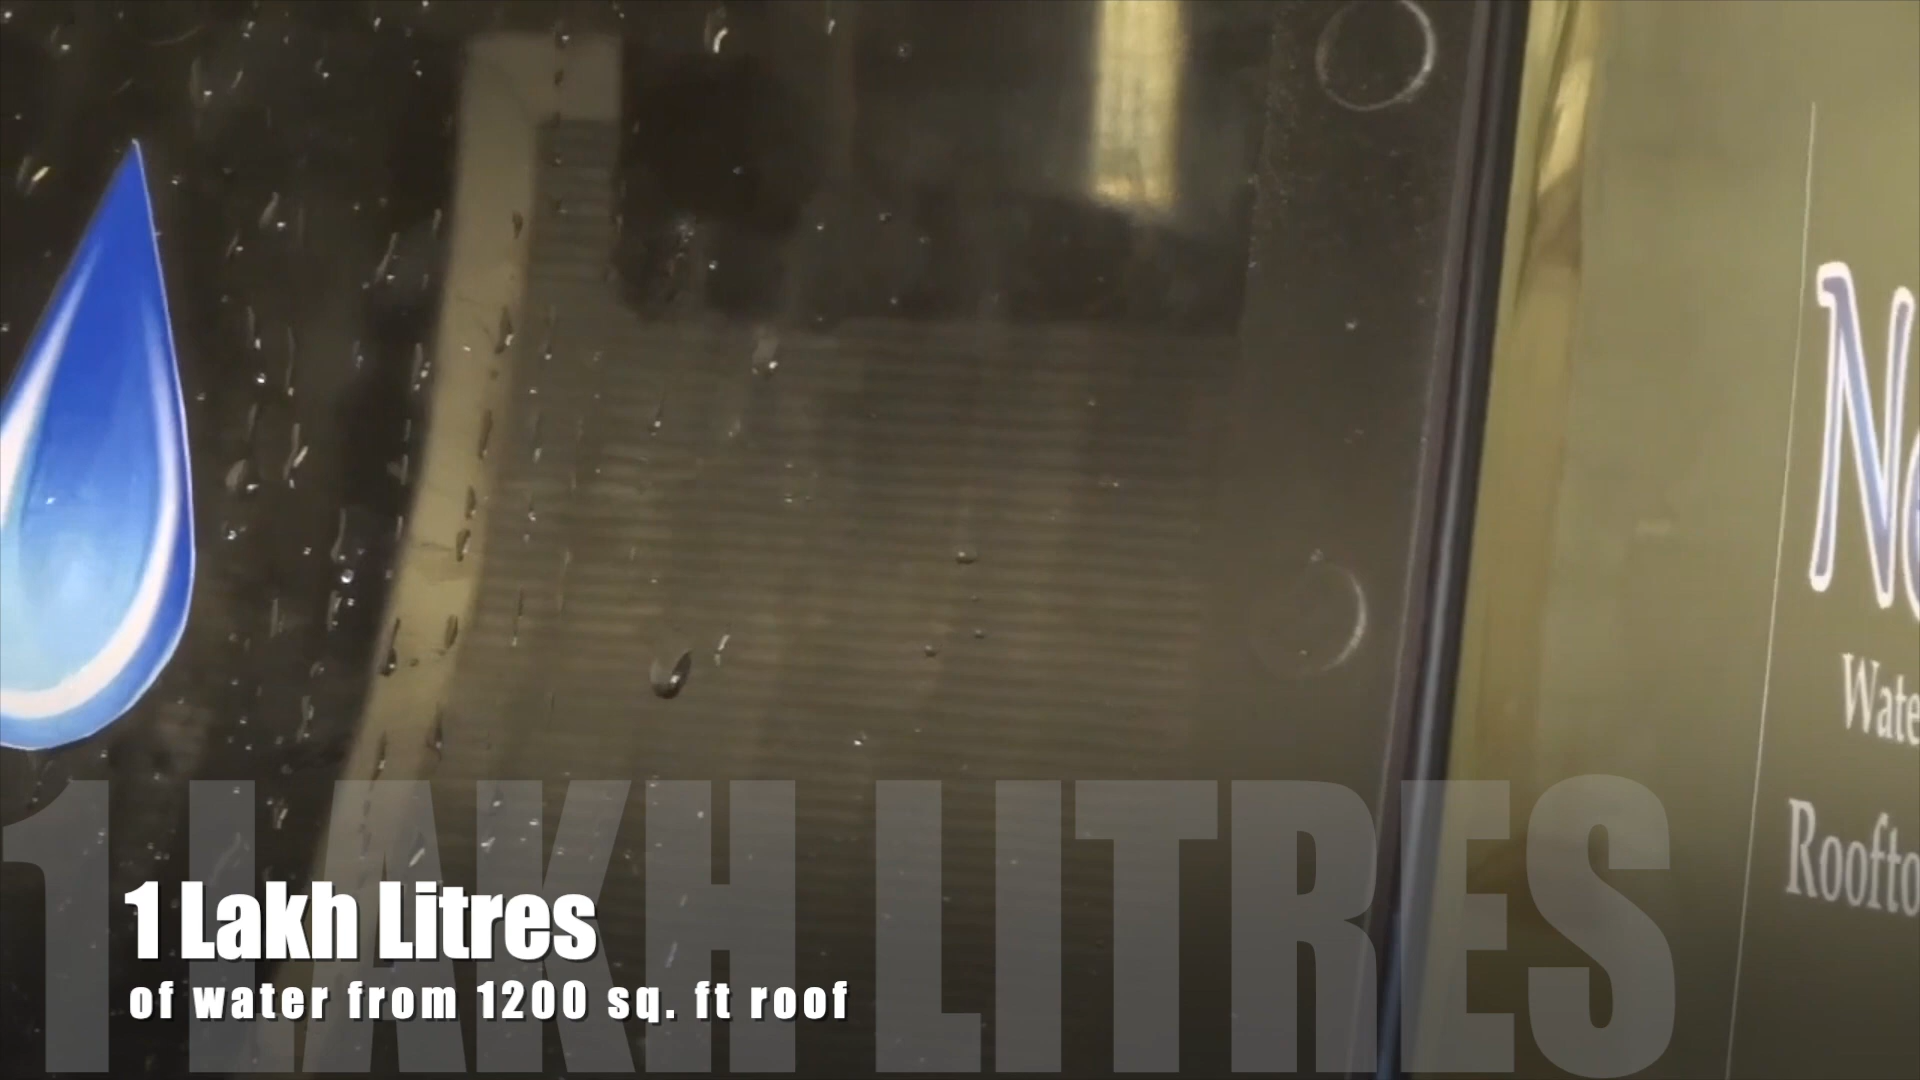 1 LAKH LITRES
1 Lakh Litres
of water from 1200 sq. ft roof